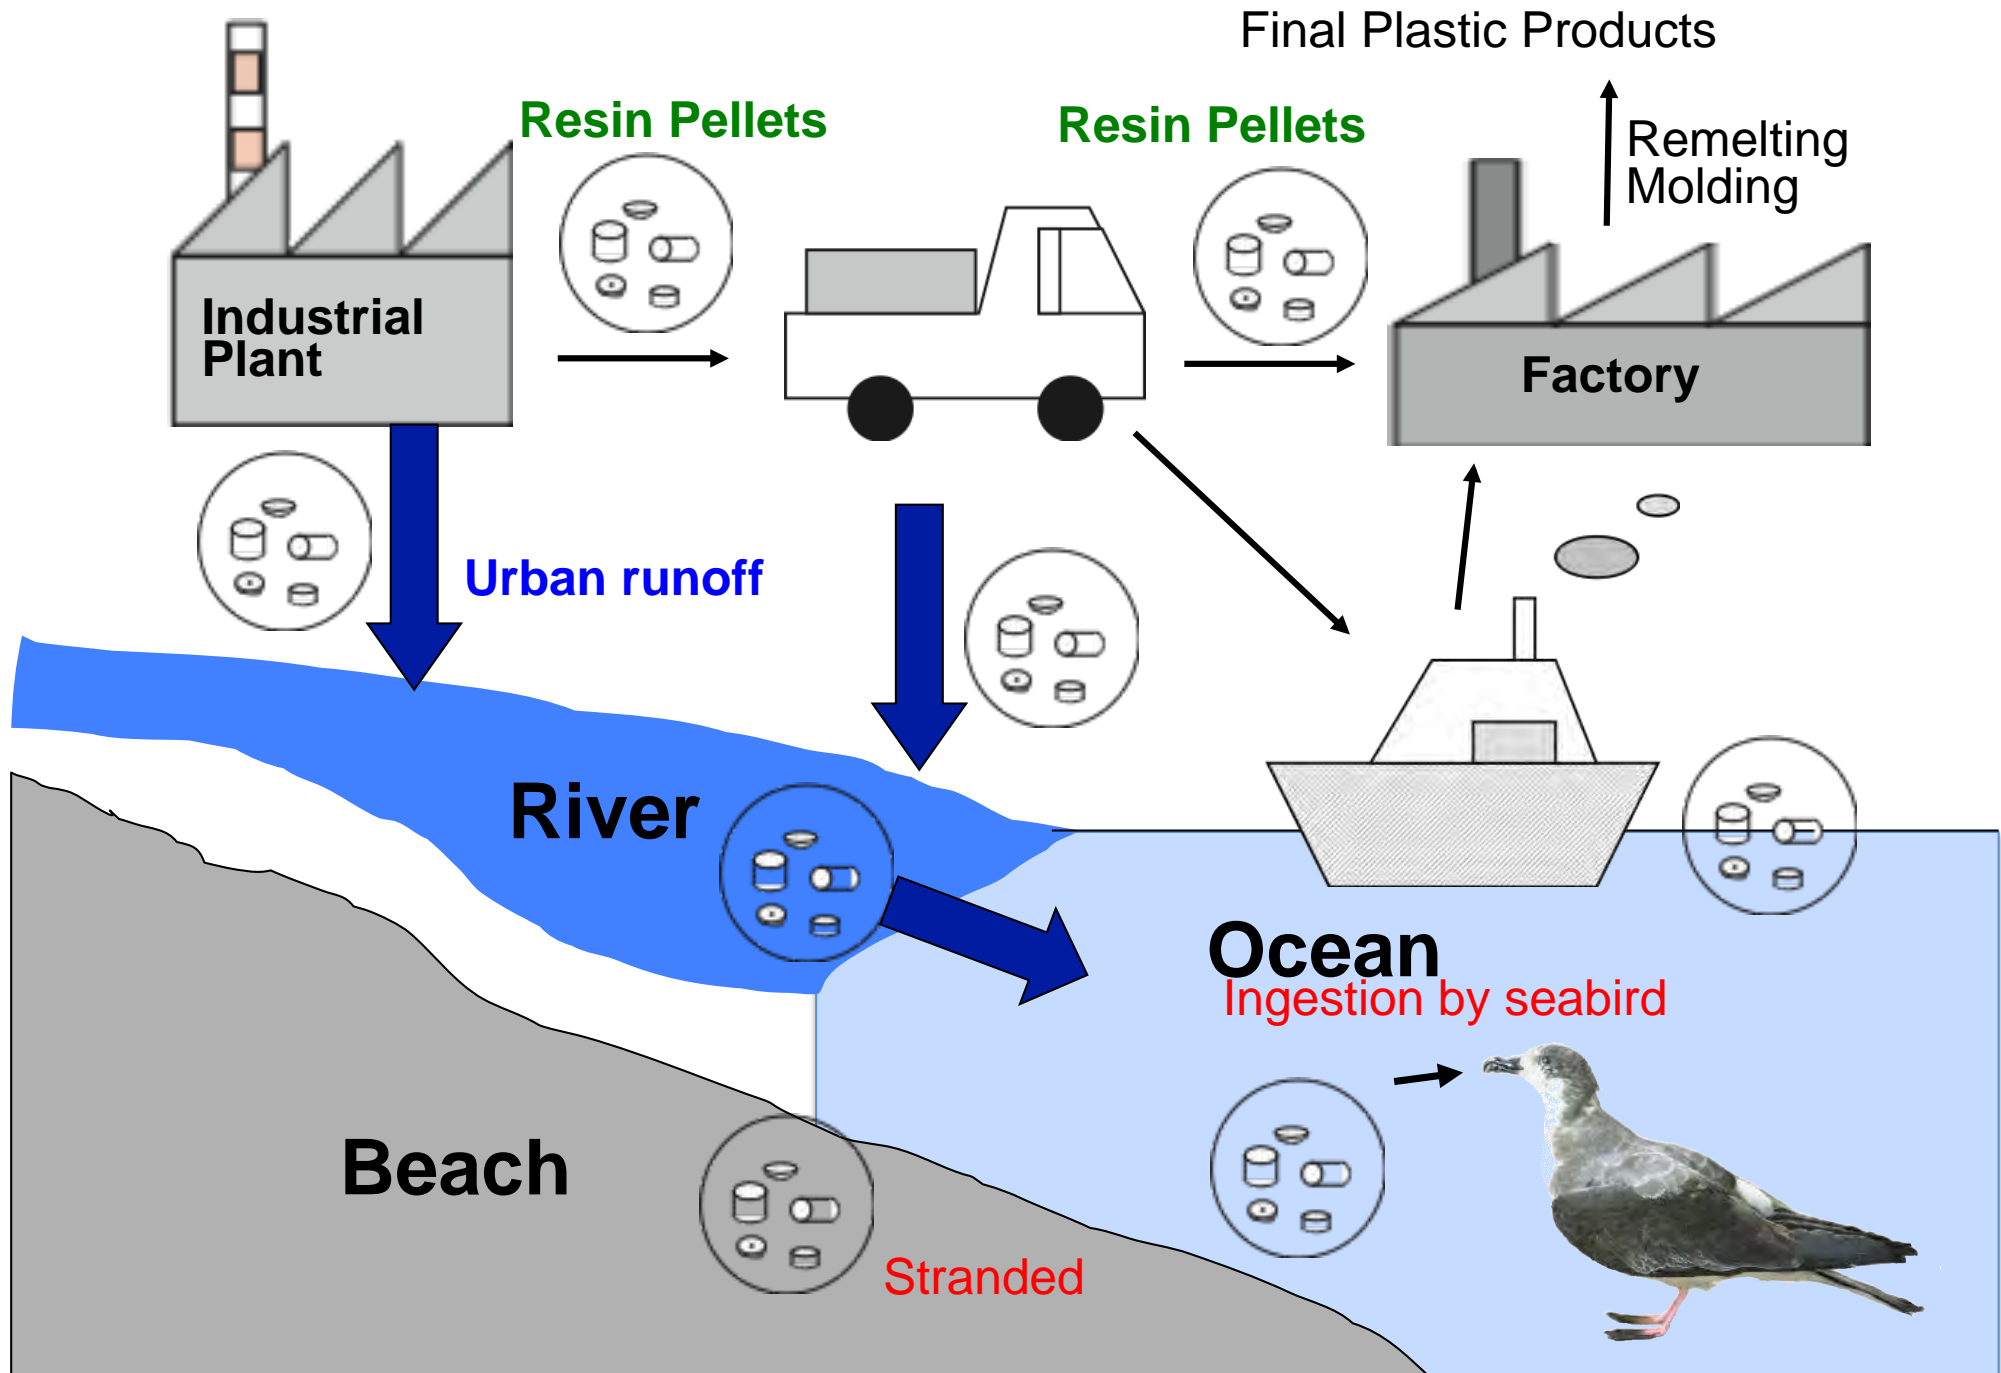 Final Plastic Products
Resin Pellets
Resin Pellets
Remelting
Molding
Industrial
Plant
Factory
Urban runoff
River
Ocean
Ingestion by seabird
Beach
Stranded